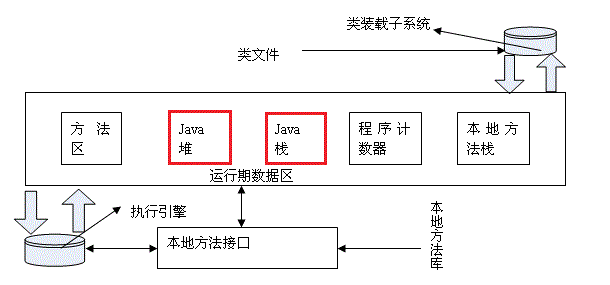 类装载子系统
类文件
方 法
区
Java
堆
Java
栈
程 序 计
数器
本 地 方
法栈
运行期数据区
执行引擎
本地方法接口
本地方法库